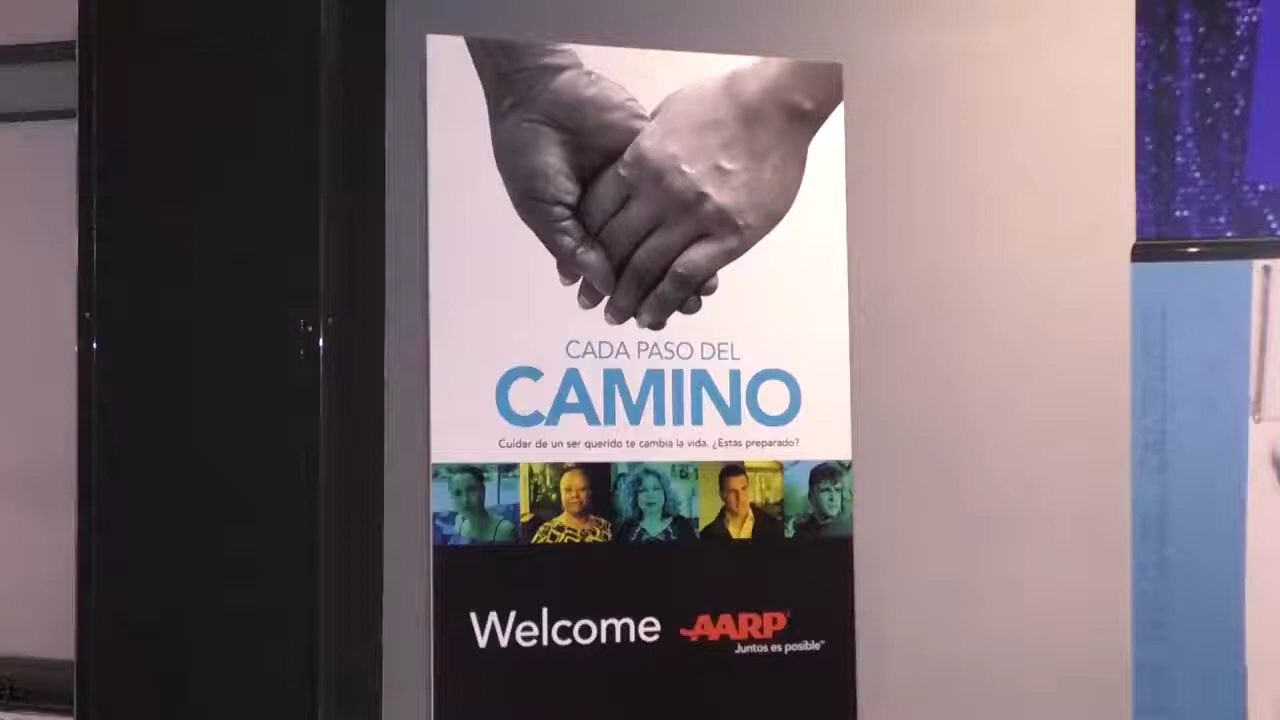 CADA PASO DEL
CAMINO
Cuidar de un ser querido te cambia la vida. ¿Estas preparado?
Welcome AARP
Juntos es posible™